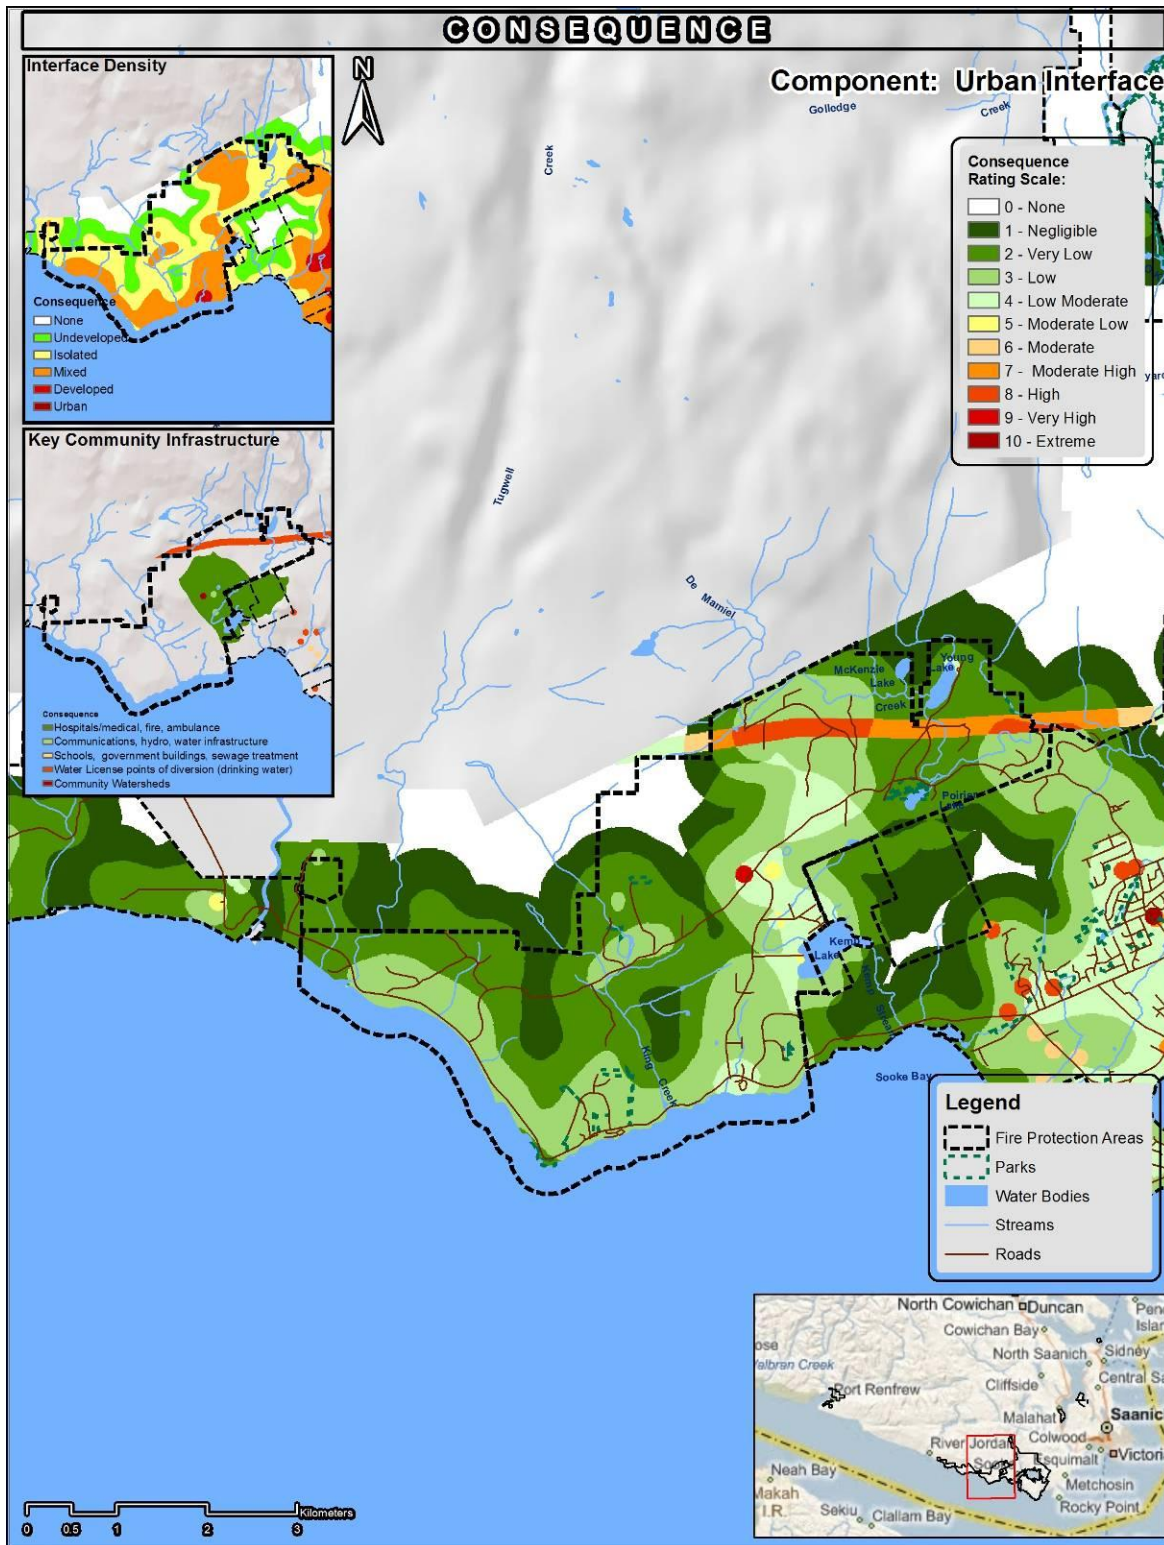 CONSEQUENCE
Interface Density
Consequence
None
Undeveloped
Isolated
Mixed
Developed
Urban
Key Community Infrastructure
Consequence
Hospitals/medical, fire, ambulance
Communications, hydro, water infrastructure
Schools, government buildings, sewage treatment
Water License points of diversion (drinking water)
Community Watersheds
N
Component: Urban Interface
Gollodge
Creek
Creek
Tugwell
Consequence
Rating Scale:
0 - None
1 - Negligible
2 - Very Low
3 - Low
4 - Low Moderate
5 - Moderate Low
6 - Moderate
7 - Moderate High
8 - High
9 - Very High
10 - Extreme
De Mamiel
McKenzie
Lake
Creek
Young
Lake
Poirier
Lake
Kemp
Lake
Kemp Stream
King Creek
Sooke Bay
Legend
Fire Protection Areas
Parks
Water Bodies
Streams
Roads
North Cowichan
Duncan
Cowichan Bay
North Saanich
Sidney
Cliffside
Central Sa
Port Renfrew
Malahat
Saanic
Colwood
River Jordan
Sooke
Esquimalt
Victoria
Neah Bay
Metchosin
Makah
I.R.
Rocky Point
Sekiu
Clallam Bay
0 0.5 1 2 3
Kilometers